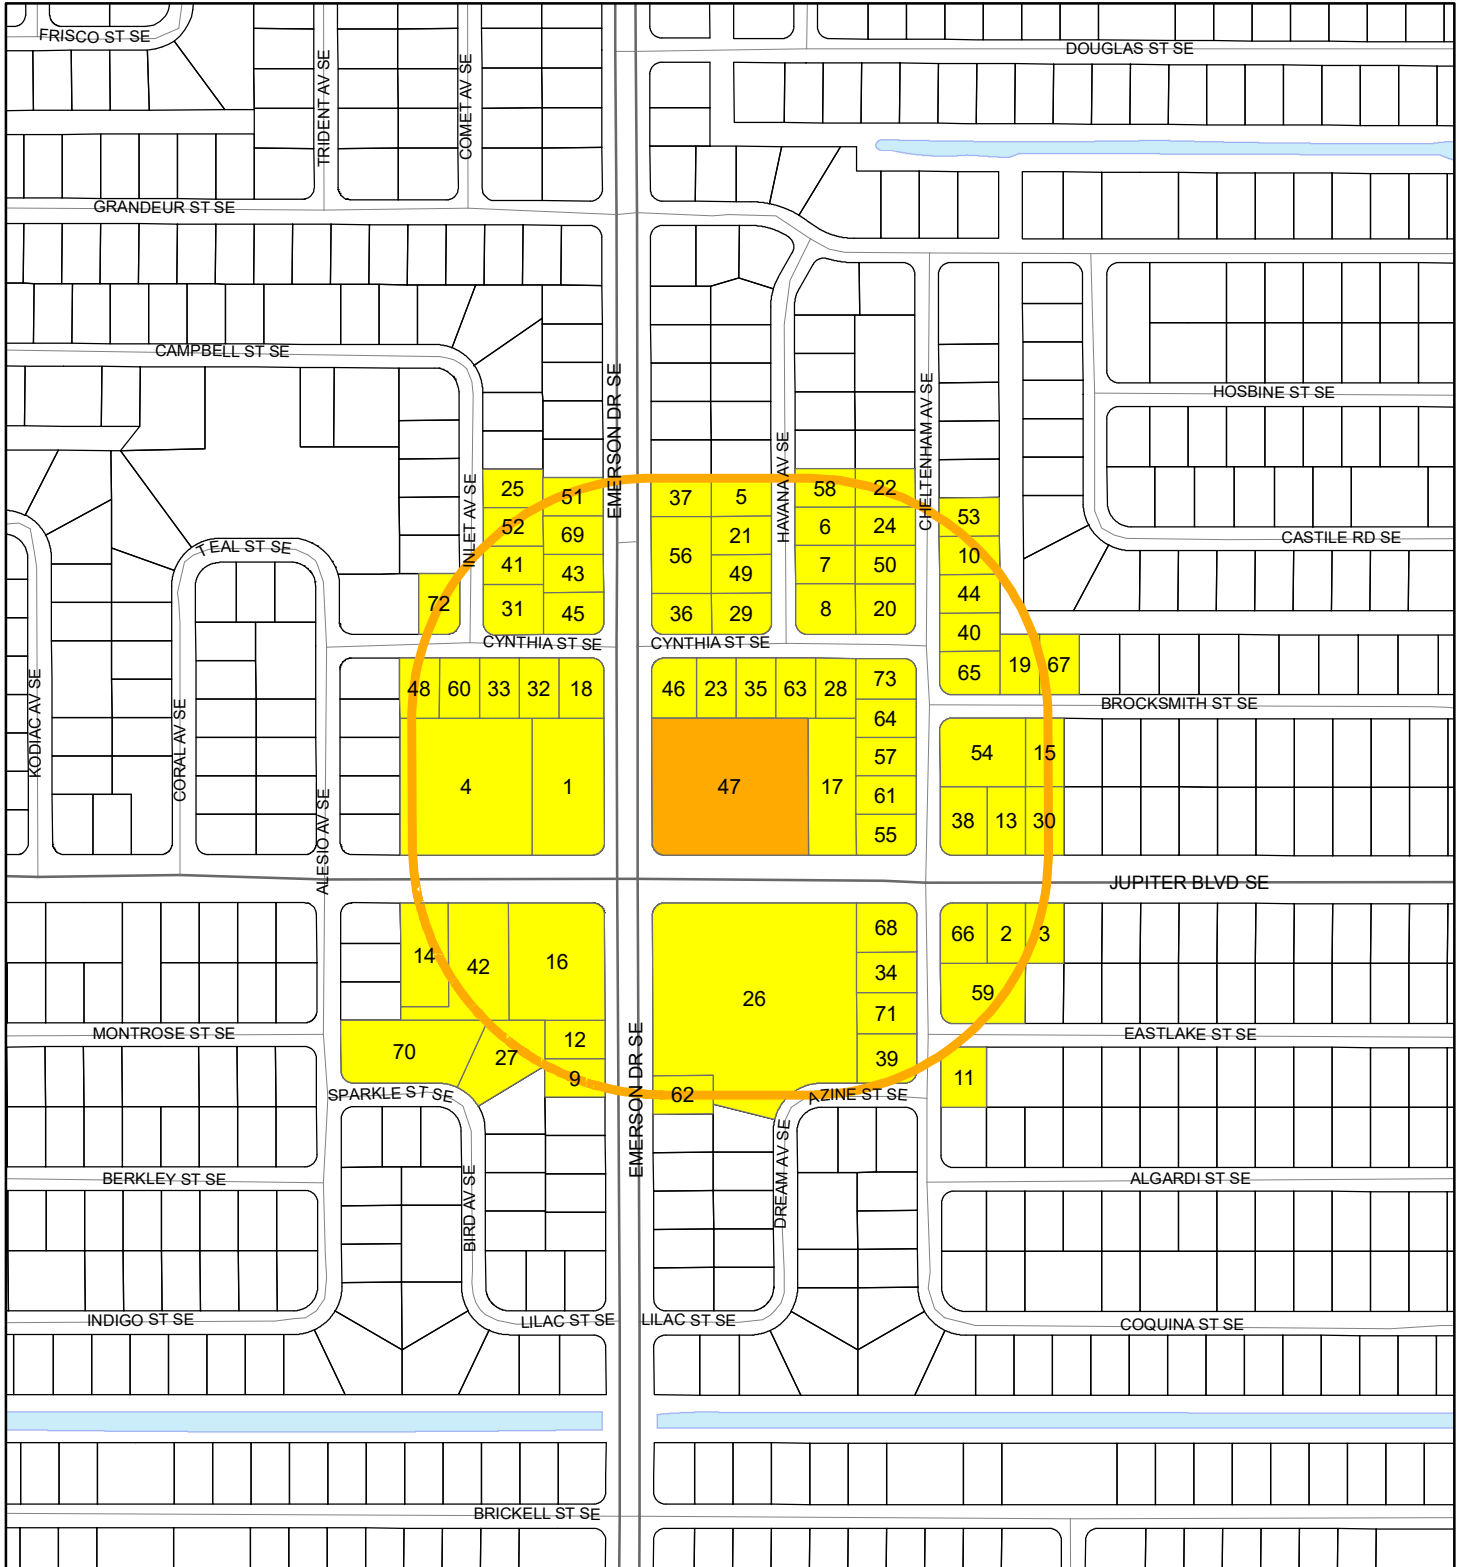 FRISCO ST SE
DOUGLAS ST SE
TRIDENT AV SE
COMET AV SE
GRANDEUR ST SE
CAMPBELL ST SE
EMERSON DR SE
CHELTENHAM AV SE
HOSBINE ST SE
HAVANA AV SE
INLET AV SE
25
51
37
5
58
22
52
69
21
6
24
53
CASTILE RD SE
TEAL ST SE
41
43
56
49
7
50
10
72
31
45
36
29
8
20
44
40
CYNTHIA ST SE
CYNTHIA ST SE
65
19
67
48
60
33
32
18
46
23
35
63
28
73
BROCKSMITH ST SE
KODIAC AV SE
CORAL AV SE
ALESIO AV SE
64
57
54
15
4
1
47
17
61
55
38
13
30
JUPITER BLVD SE
14
42
16
26
68
34
71
39
66
2
3
59
MONTROSE ST SE
EMERSON DR SE
EASTLAKE ST SE
70
27
12
9
62
11
SPARKLE ST SE
AZINE ST SE
BERKLEY ST SE
BIRD AV SE
DREAM AV SE
ALGARDI ST SE
INDIGO ST SE
LILAC ST SE
LILAC ST SE
COQUINA ST SE
BRICKELL ST SE